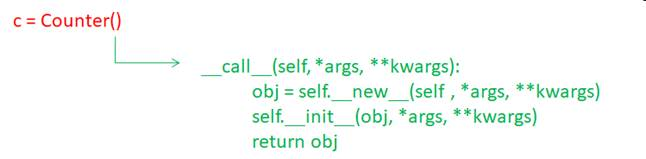 c = Counter()
__call__(self, *args, **kwargs):
obj = self.__new__(self , *args, **kwargs)
self.__init__(obj, *args, **kwargs)
return obj